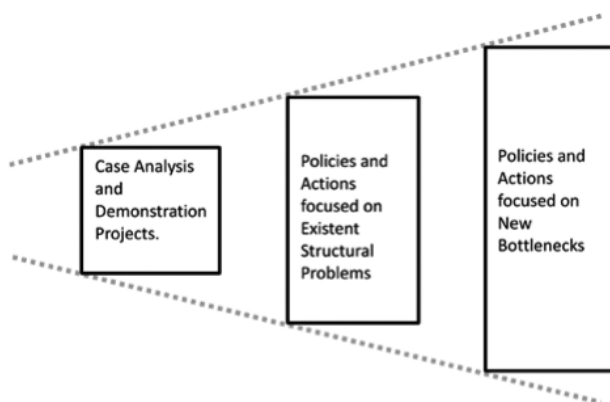 Case Analysis
and
Demonstration
Projects.
Policies and
Actions
focused on
Existent
Structural
Problems
Policies and
Actions
focused on
New
Bottlenecks